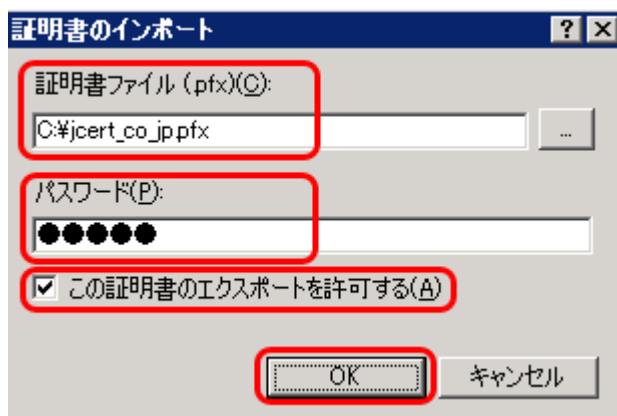 証明書のインポート
証明書ファイル (.pfx)(C):
C:¥jcert_co_jp.pfx
...
パスワード(P):
●●●●●
この証明書のエクスポートを許可する(A)
OK
キャンセル